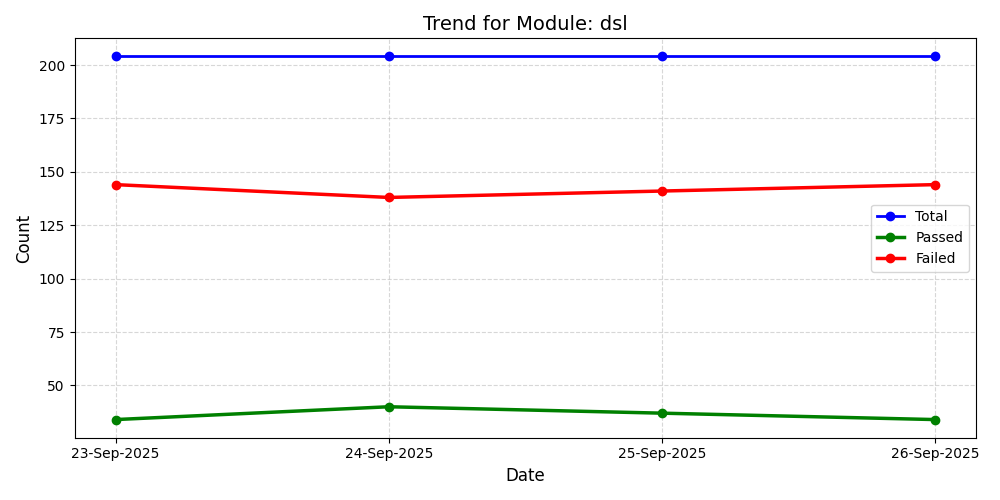 Trend for Module: dsl
Count
200
175
150
125
100
75
50
Total
Passed
Failed
23-Sep-2025
24-Sep-2025
25-Sep-2025
26-Sep-2025
Date